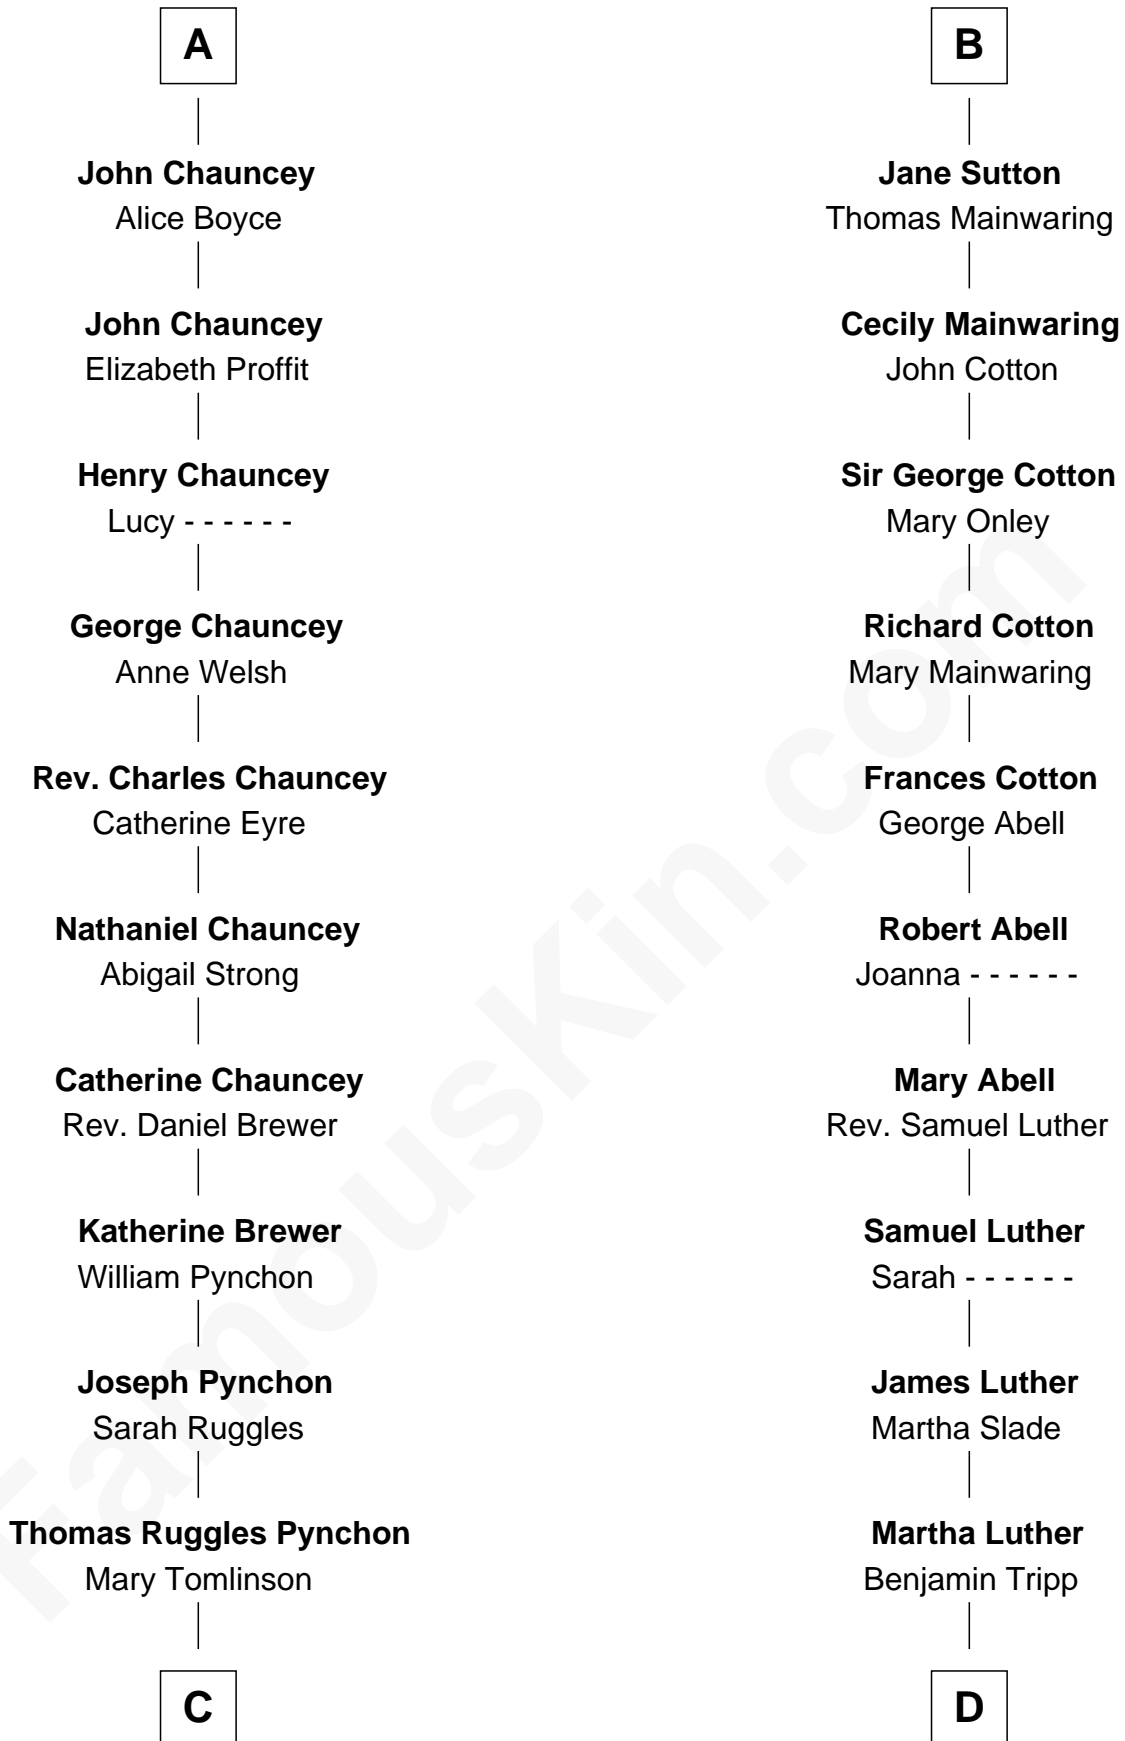 A
John Chauncey
Alice Boyce
John Chauncey
Elizabeth Proffit
Henry Chauncey
Lucy - - - - - -
George Chauncey
Anne Welsh
Rev. Charles Chauncey
Catherine Eyre
Nathaniel Chauncey
Abigail Strong
Catherine Chauncey
Rev. Daniel Brewer
Katherine Brewer
William Pynchon
Joseph Pynchon
Sarah Ruggles
Thomas Ruggles Pynchon
Mary Tomlinson
C
B
Jane Sutton
Thomas Mainwaring
Cecily Mainwaring
John Cotton
Sir George Cotton
Mary Onley
Richard Cotton
Mary Mainwaring
Frances Cotton
George Abell
Robert Abell
Joanna - - - - - -
Mary Abell
Rev. Samuel Luther
Samuel Luther
Sarah - - - - - -
James Luther
Martha Slade
Martha Luther
Benjamin Tripp
D
FamousKin.com